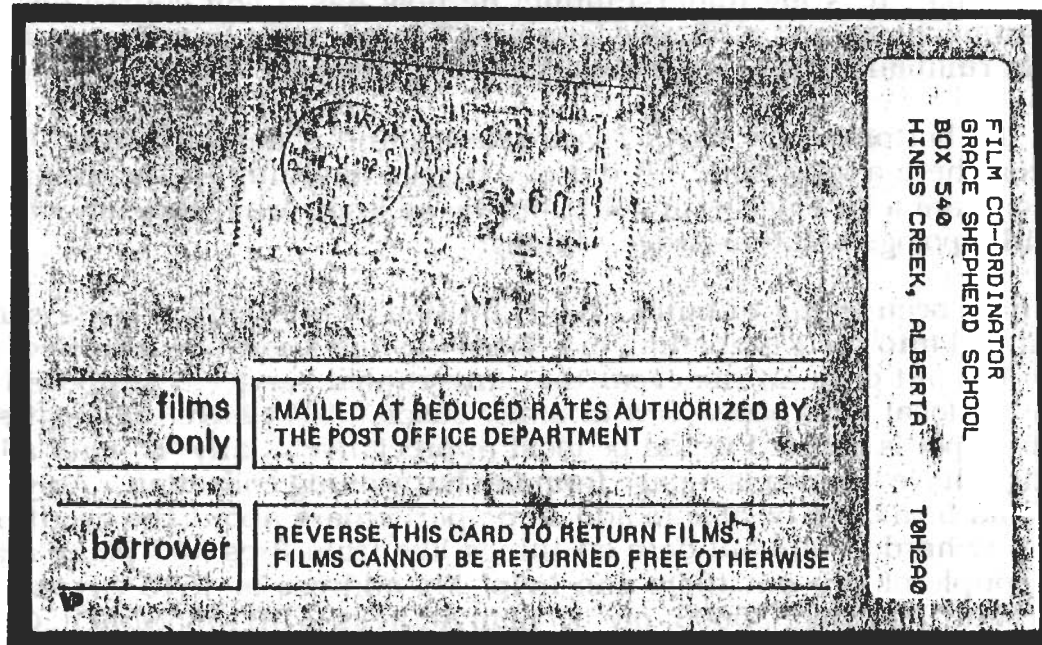 60
films
only
MAILED AT REDUCED RATES AUTHORIZED BY
THE POST OFFICE DEPARTMENT
borrower
REVERSE THIS CARD TO RETURN FILMS.
FILMS CANNOT BE RETURNED FREE OTHERWISE
FILM CO-ORDINATOR
GRACE SHEPHERD SCHOOL
BOX 540
HINES CREEK, ALBERTA T0H2A0